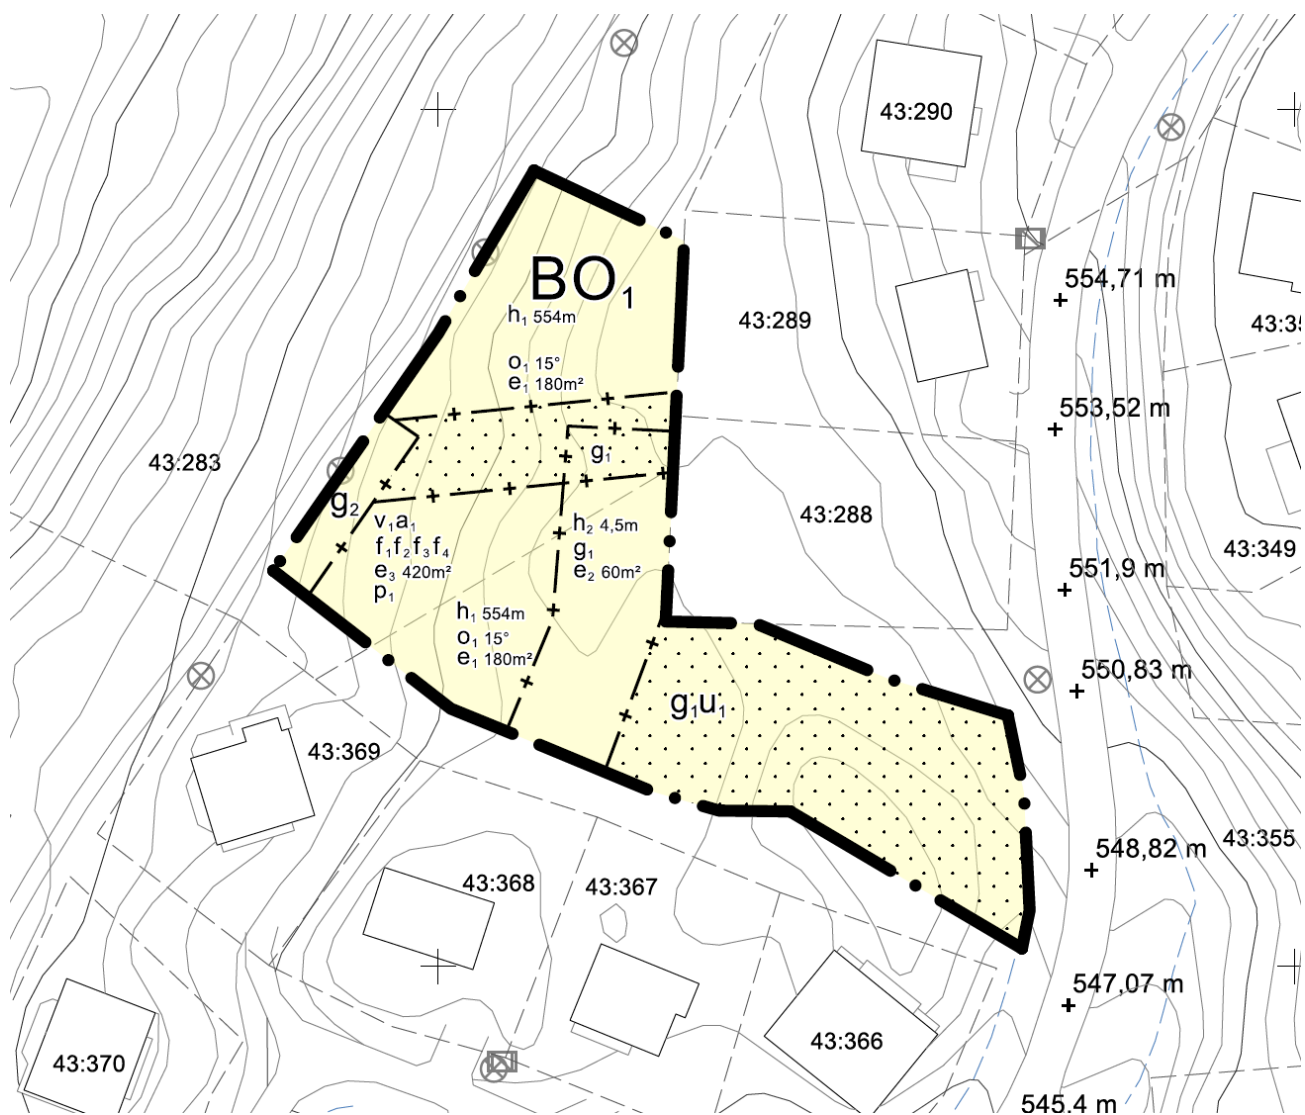 43:290
554,71 m
BO₁
h₁ 554m
43:289
43:35
o₁ 15°
e₁ 180m²
553,52 m
g₁
43:283
g₂
43:288
v₁a₁
h₂ 4,5m
f₁f₂f₃f₄
g₁
43:349
e₃ 420m²
e₂ 60m²
551,9 m
p₁
h₁ 554m
o₁ 15°
e₁ 180m²
550,83 m
g₁u₁
43:369
548,82 m
43:355
43:368
43:367
547,07 m
43:366
43:370
545,4 m